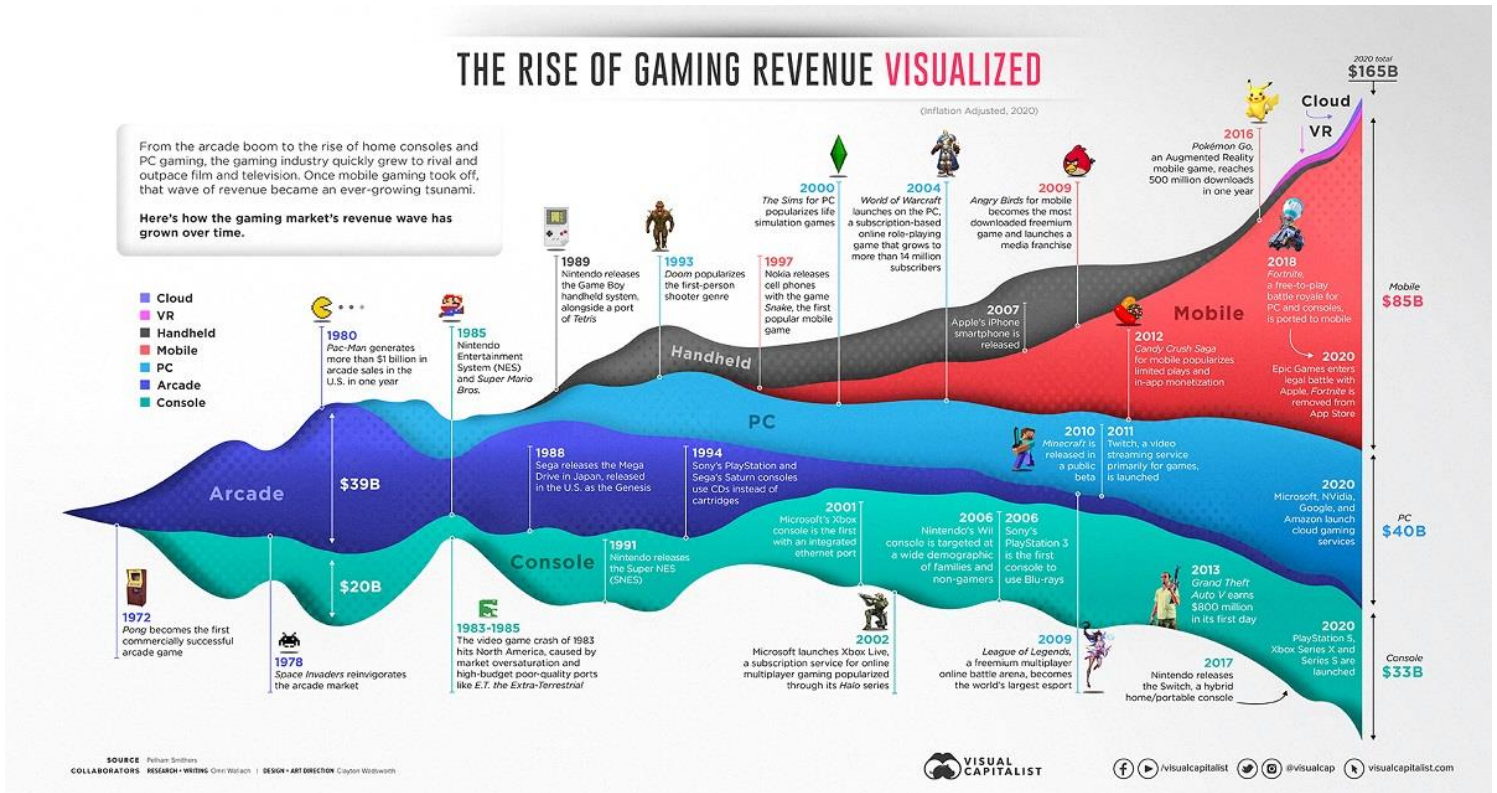 THE RISE OF GAMING REVENUE VISUALIZED
(Inflation Adjusted, 2020)
2020 total
$165B
From the arcade boom to the rise of home consoles and
PC gaming, the gaming industry quickly grew to rival and
outpace film and television. Once mobile gaming took off,
that wave of revenue became an ever-growing tsunami.
Here's how the gaming market's revenue wave has
grown over time.
Cloud
VR
Handheld
Mobile
PC
Arcade
Console
Arcade
$39B
$20B
Console
PC
Handheld
Mobile
Cloud
VR
1972
Pong becomes the first
commercially successful
arcade game
1978
Space Invaders reinvigorates
the arcade market
1980
Pac-Man generates
more than $1 billion in
arcade sales in the
U.S. in one year
1985
Nintendo
Entertainment
System (NES)
and Super Mario
Bros.
1983-1985
The video game crash of 1983
hits North America, caused by
market oversaturation and
high-budget poor-quality ports
like E.T. the Extra-Terrestrial
1988
Sega releases the Mega
Drive in Japan, released
in the U.S. as the Genesis
1989
Nintendo releases
the Game Boy
handheld system,
alongside a port
of Tetris
1991
Nintendo releases
the Super NES
(SNES)
1993
Doom popularizes
the first-person
shooter genre
1994
Sony's PlayStation and
Sega's Saturn consoles
use CDs instead of
cartridges
1997
Nokia releases
cell phones
with the game
Snake, the first
popular mobile
game
2000
The Sims for PC
popularizes life
simulation games
2001
Microsoft's Xbox
console is the first
with an integrated
ethernet port
2002
Microsoft launches Xbox Live,
a subscription service for online
multiplayer gaming popularized
through its Halo series
2004
World of Warcraft
launches on the PC,
a subscription-based
online role-playing
game that grows to
more than 14 million
subscribers
2006
Nintendo's Wii
console is targeted at
a wide demographic
of families and
non-gamers
2006
Sony's
PlayStation 3
is the first
console to
use Blu-rays
2007
Apple's iPhone
smartphone is
released
2009
Angry Birds for mobile
becomes the most
downloaded freemium
game and launches a
media franchise
2009
League of Legends,
a freemium multiplayer
online battle arena, becomes
the world's largest esport
2010
Minecraft is
released in
a public
beta
2011
Twitch, a video
streaming service
primarily for games,
is launched
2012
Candy Crush Saga
for mobile popularizes
limited plays and
in-app monetization
2013
Grand Theft
Auto V earns
$800 million
in its first day
2016
Pokémon Go,
an Augmented Reality
mobile game, reaches
500 million downloads
in one year
2017
Nintendo releases
the Switch, a hybrid
home/portable console
2018
Fortnite,
a free-to-play
battle royale for
PC and consoles,
is ported to mobile
2020
Epic Games enters
legal battle with
Apple, Fortnite is
removed from
App Store
2020
Microsoft, NVidia,
Google, and
Amazon launch
cloud gaming
services
2020
PlayStation 5,
Xbox Series X and
Series S are
launched
Mobile
$85B
PC
$40B
Console
$33B
SOURCE Pelham Smithers
COLLABORATORS RESEARCH + WRITING Omri Wallach | DESIGN + ART DIRECTION Clayton Wadsworth
VISUAL
CAPITALIST
/visualcapitalist @visualcap visualcapitalist.com